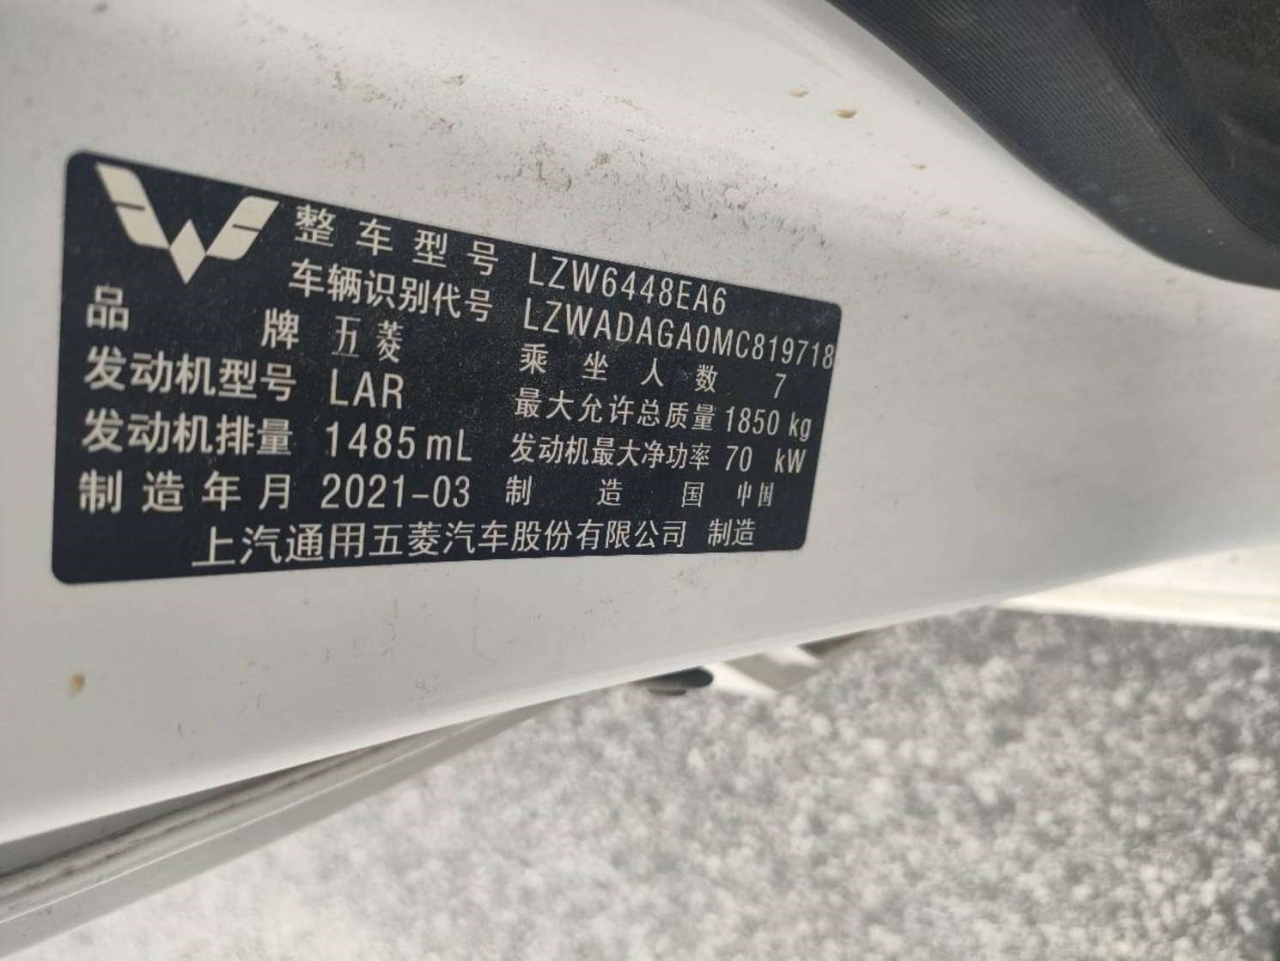 整车型号 LZW6448EA6
车辆识别代号 LZWADAGA0MC819718
品牌 五菱 乘坐人数 7
发动机型号 LAR 最大允许总质量 1850 kg
发动机排量 1485 mL 发动机最大净功率 70 kW
制造年月 2021-03 制造国 中国
上汽通用五菱汽车股份有限公司 制造